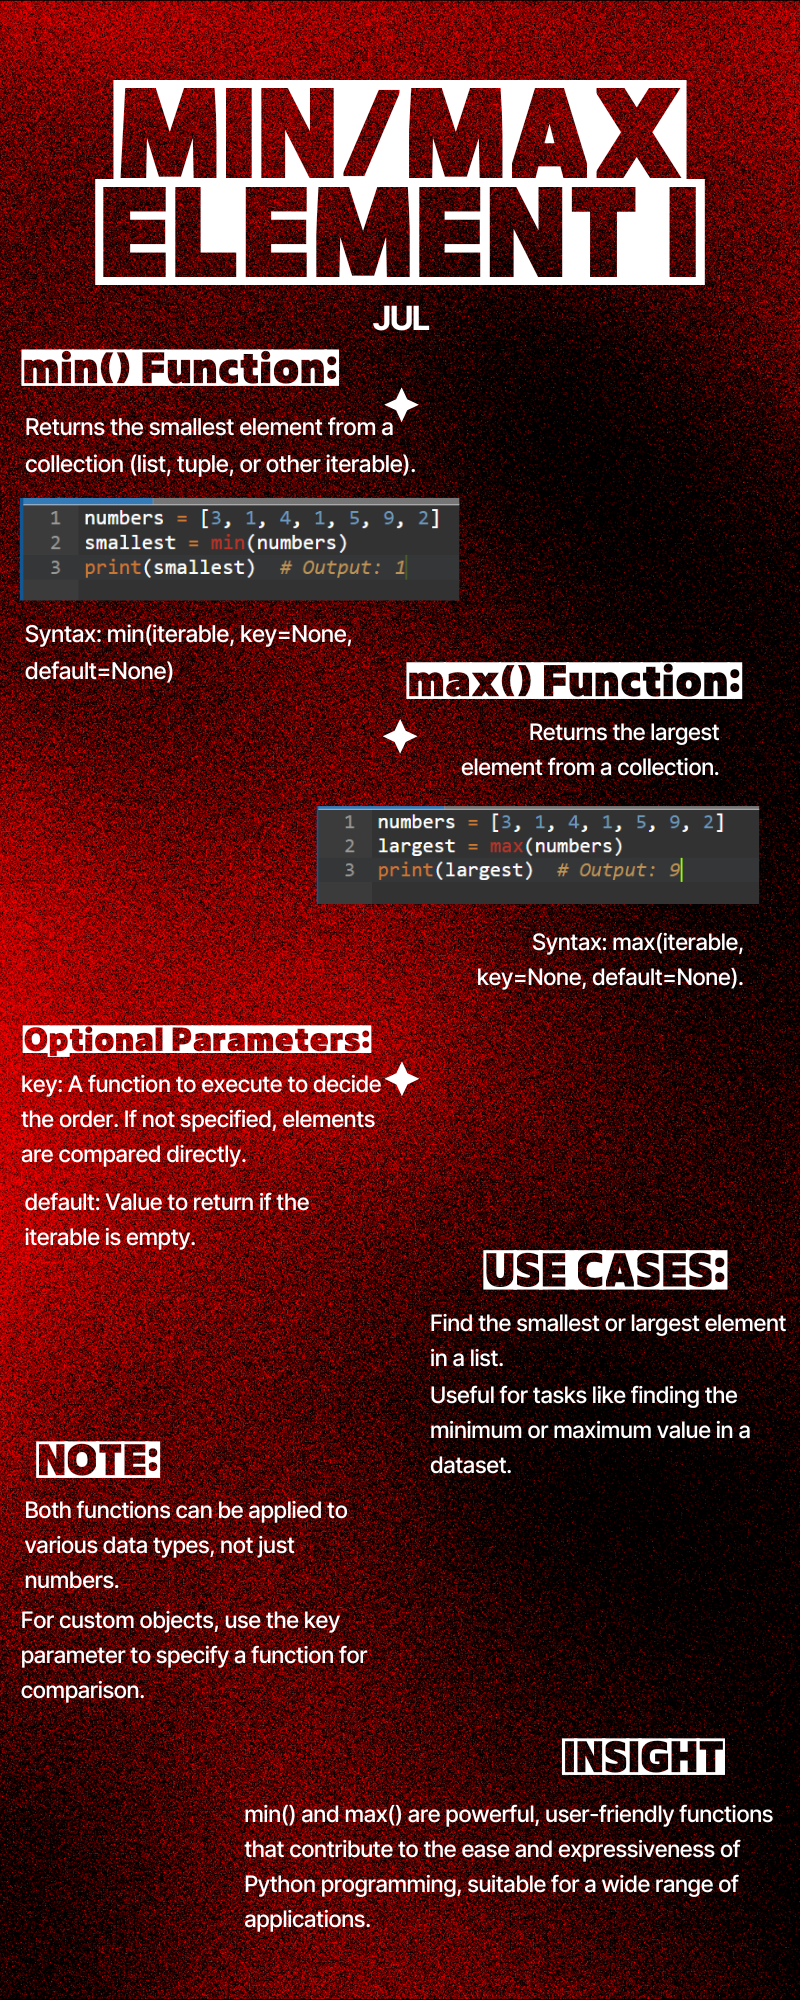 MIN/MAX
ELEMENT I
JUL
min() Function:
Returns the smallest element from a
collection (list, tuple, or other iterable).
1 numbers = [3, 1, 4, 1, 5, 9, 2]
2 smallest = min(numbers)
3 print(smallest)  # Output: 1
Syntax: min(iterable, key=None,
default=None)
max() Function:
Returns the largest
element from a collection.
1 numbers = [3, 1, 4, 1, 5, 9, 2]
2 largest = max(numbers)
3 print(largest)  # Output: 9
Syntax: max(iterable,
key=None, default=None).
Optional Parameters:
key: A function to execute to decide
the order. If not specified, elements
are compared directly.
default: Value to return if the
iterable is empty.
USE CASES:
Find the smallest or largest element
in a list.
Useful for tasks like finding the
minimum or maximum value in a
dataset.
NOTE:
Both functions can be applied to
various data types, not just
numbers.
For custom objects, use the key
parameter to specify a function for
comparison.
INSIGHT
min() and max() are powerful, user-friendly functions
that contribute to the ease and expressiveness of
Python programming, suitable for a wide range of
applications.